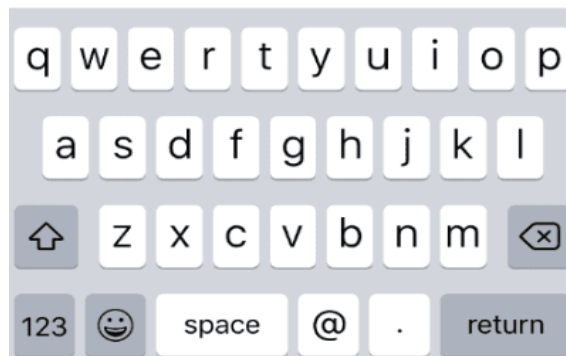 q w e r t y u i o p
a s d f g h j k l
z x c v b n m
123 space @ . return